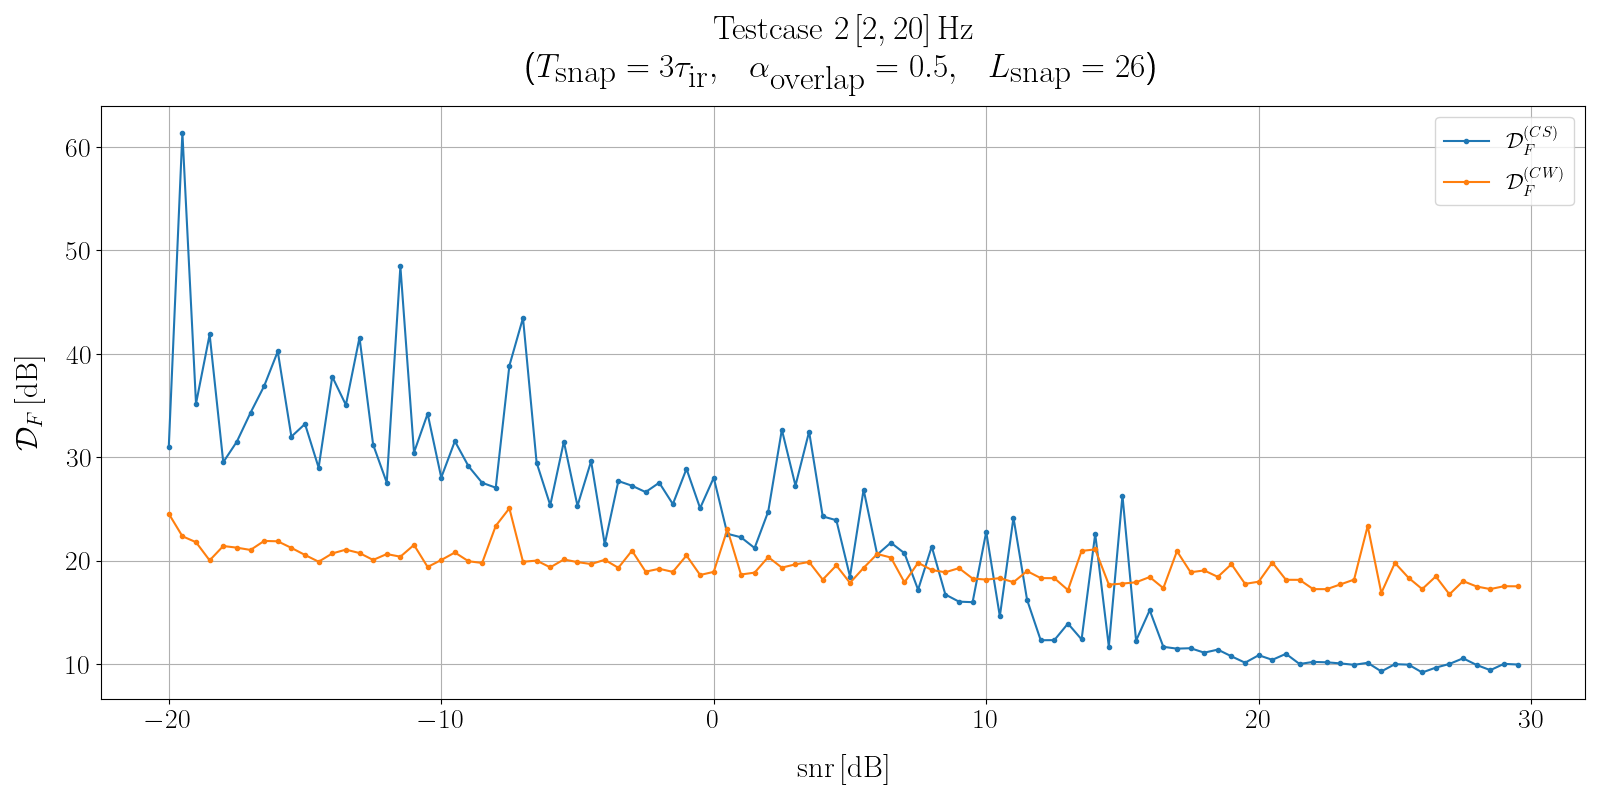 Testcase 2 [2, 20] Hz
(T_snap = 3τ_ir, α_overlap = 0.5, L_snap = 26)
60
50
40
30
20
10
𝒟_F [dB]
𝒟_F^(CS)
𝒟_F^(CW)
−20 −10 0 10 20 30
snr [dB]